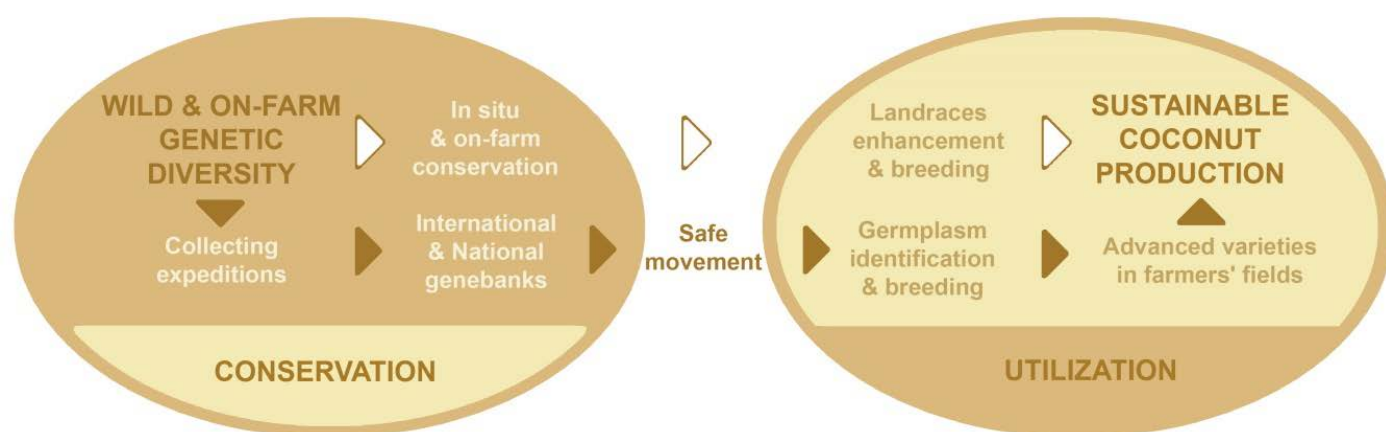 WILD & ON-FARM
GENETIC
DIVERSITY
In situ
& on-farm
conservation
Collecting
expeditions
International
& National
genebanks
CONSERVATION
Safe
movement
Landraces
enhancement
& breeding
SUSTAINABLE
COCONUT
PRODUCTION
Germplasm
identification
& breeding
Advanced varieties
in farmers' fields
UTILIZATION